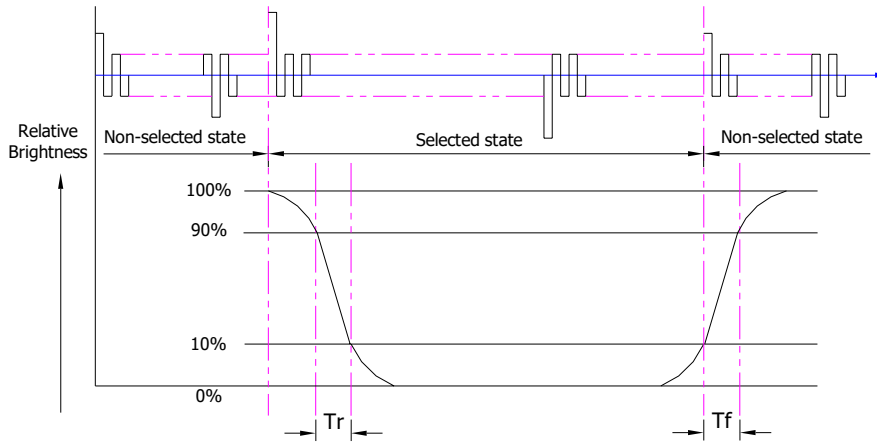 Relative
Brightness
Non-selected state
Selected state
Non-selected state
100%
90%
10%
0%
Tr
Tf